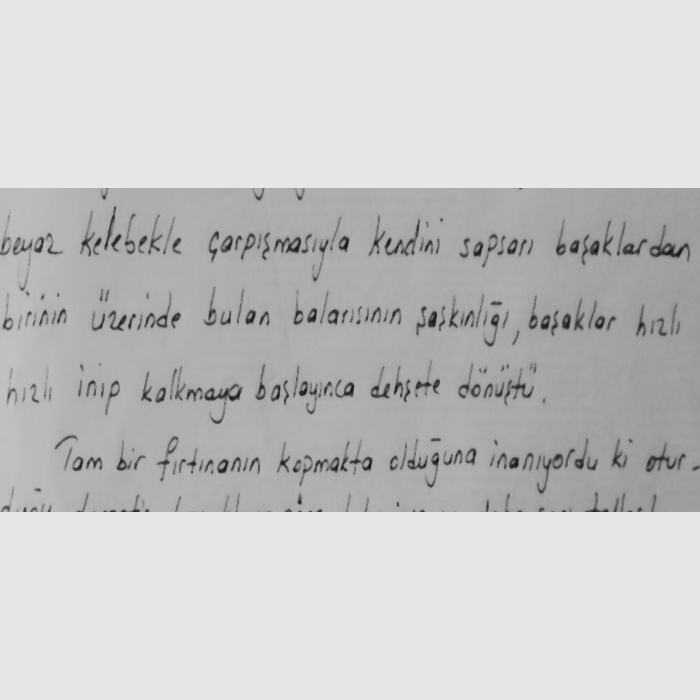 beyaz kelebekle çarpışmasıyla kendini sapsarı başaklardan
birinin üzerinde bulan balarısının şaşkınlığı, başaklar hızlı
hızlı inip kalkmaya başlayınca dehşete dönüştü.
Tam bir fırtınanın kopmakta olduğuna inanıyordu ki otur-